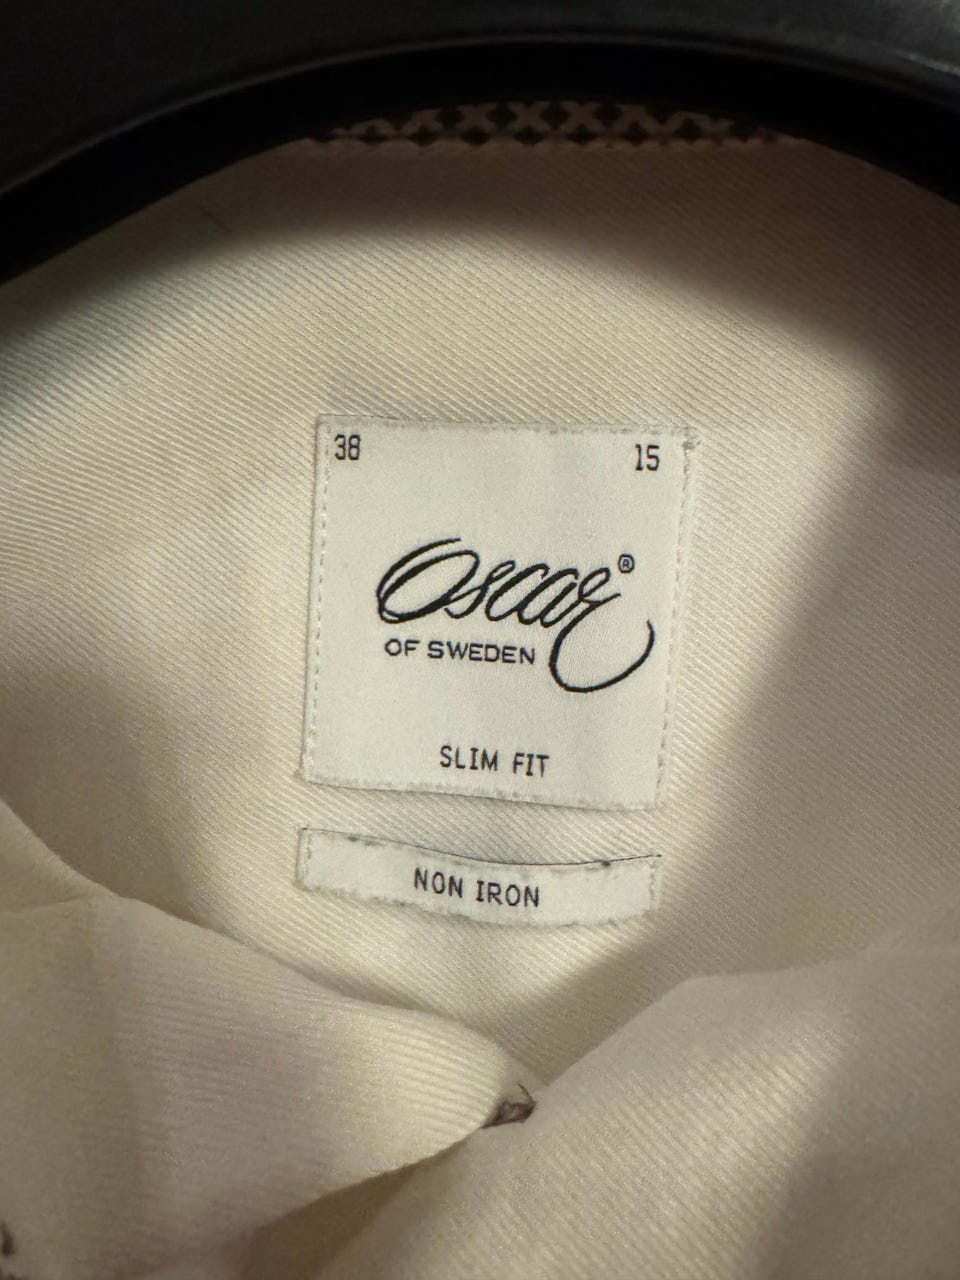 38 15
Oscar®
OF SWEDEN
SLIM FIT
NON IRON